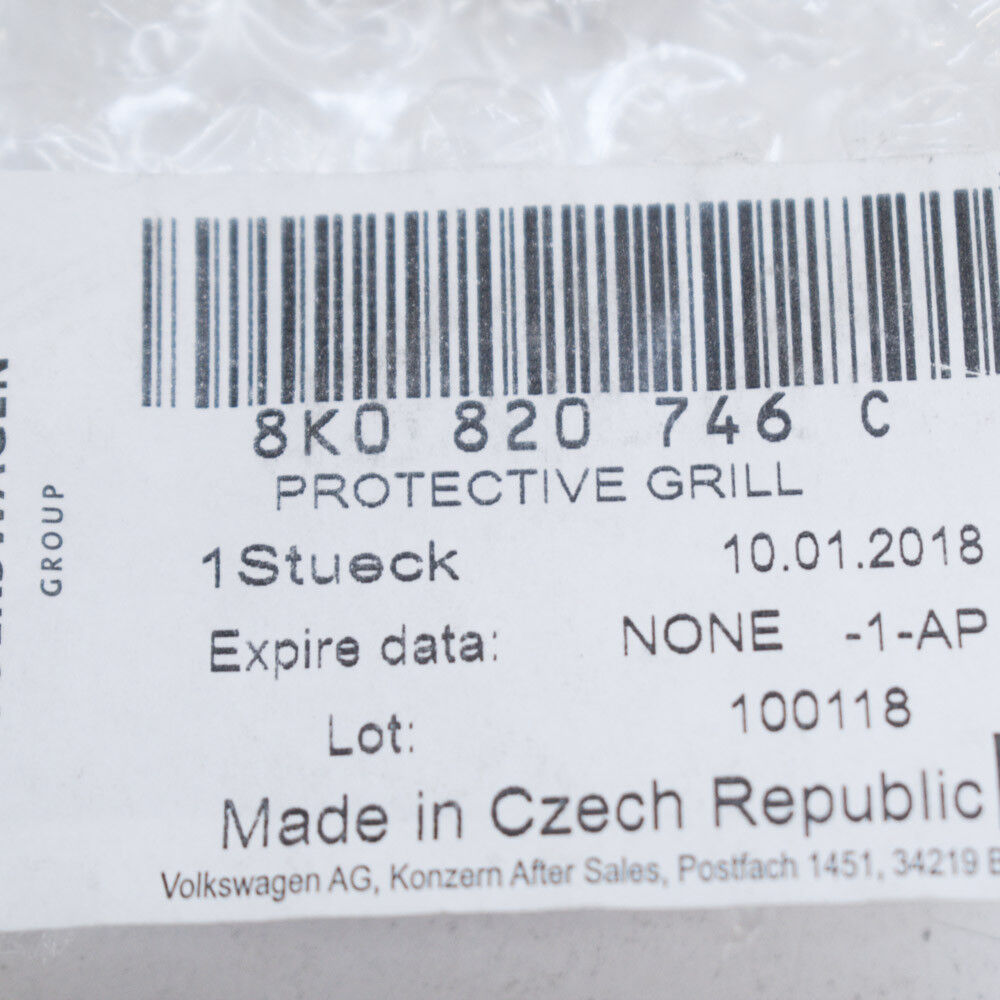 8K0 820 746 C
PROTECTIVE GRILL
1Stueck 10.01.2018
Expire data: NONE -1-AP
Lot: 100118
Made in Czech Republic
Volkswagen AG, Konzern After Sales, Postfach 1451, 34219
GROUP